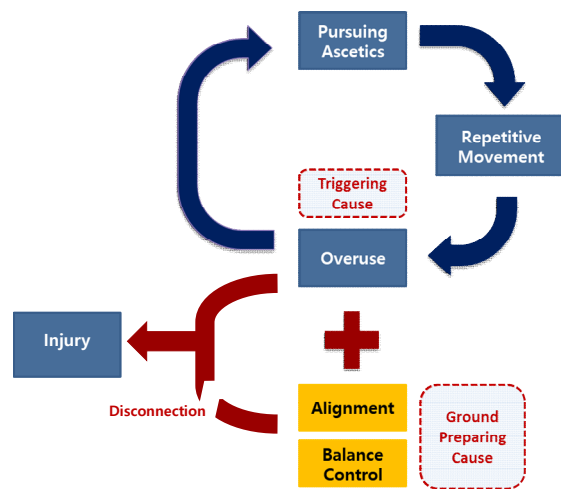 Pursuing
Ascetics
Repetitive
Movement
Triggering
Cause
Overuse
Injury
Disconnection
Alignment
Balance
Control
Ground
Preparing
Cause